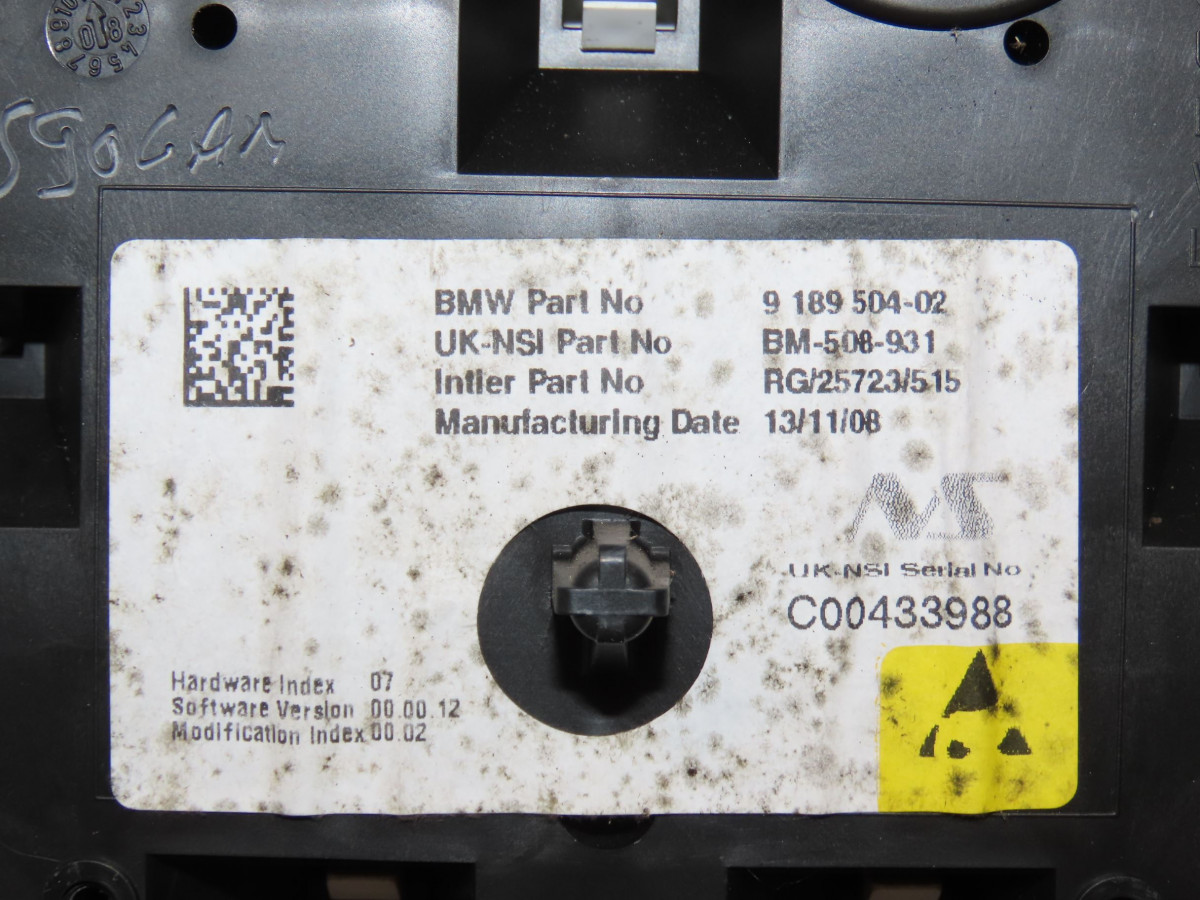 BMW Part No 9 189 504-02
UK-NSI Part No BM-508-931
Intier Part No RG/25723/515
Manufacturing Date 13/11/08
NS
UK-NSI Serial No
C00433988
Hardware Index 07
Software Version 00.00.12
Modification Index 00.02